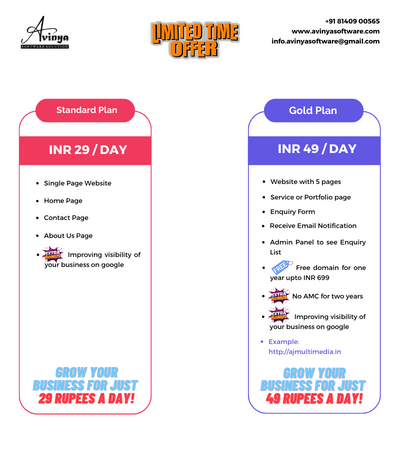 Avinya
SOFTWARE SOLUTION
LIMITED TIME
OFFER
+91 81409 00565
www.avinyasoftware.com
info.avinyasoftware@gmail.com
Standard Plan
INR 29 / DAY
Single Page Website
Home Page
Contact Page
About Us Page
Improving visibility of
your business on google
GROW YOUR
BUSINESS FOR JUST
29 RUPEES A DAY!
Gold Plan
INR 49 / DAY
Website with 5 pages
Service or Portfolio page
Enquiry Form
Receive Email Notification
Admin Panel to see Enquiry
List
FREE Free domain for one
year upto INR 699
No AMC for two years
Improving visibility of
your business on google
Example:
http://ajmultimedia.in
GROW YOUR
BUSINESS FOR JUST
49 RUPEES A DAY!